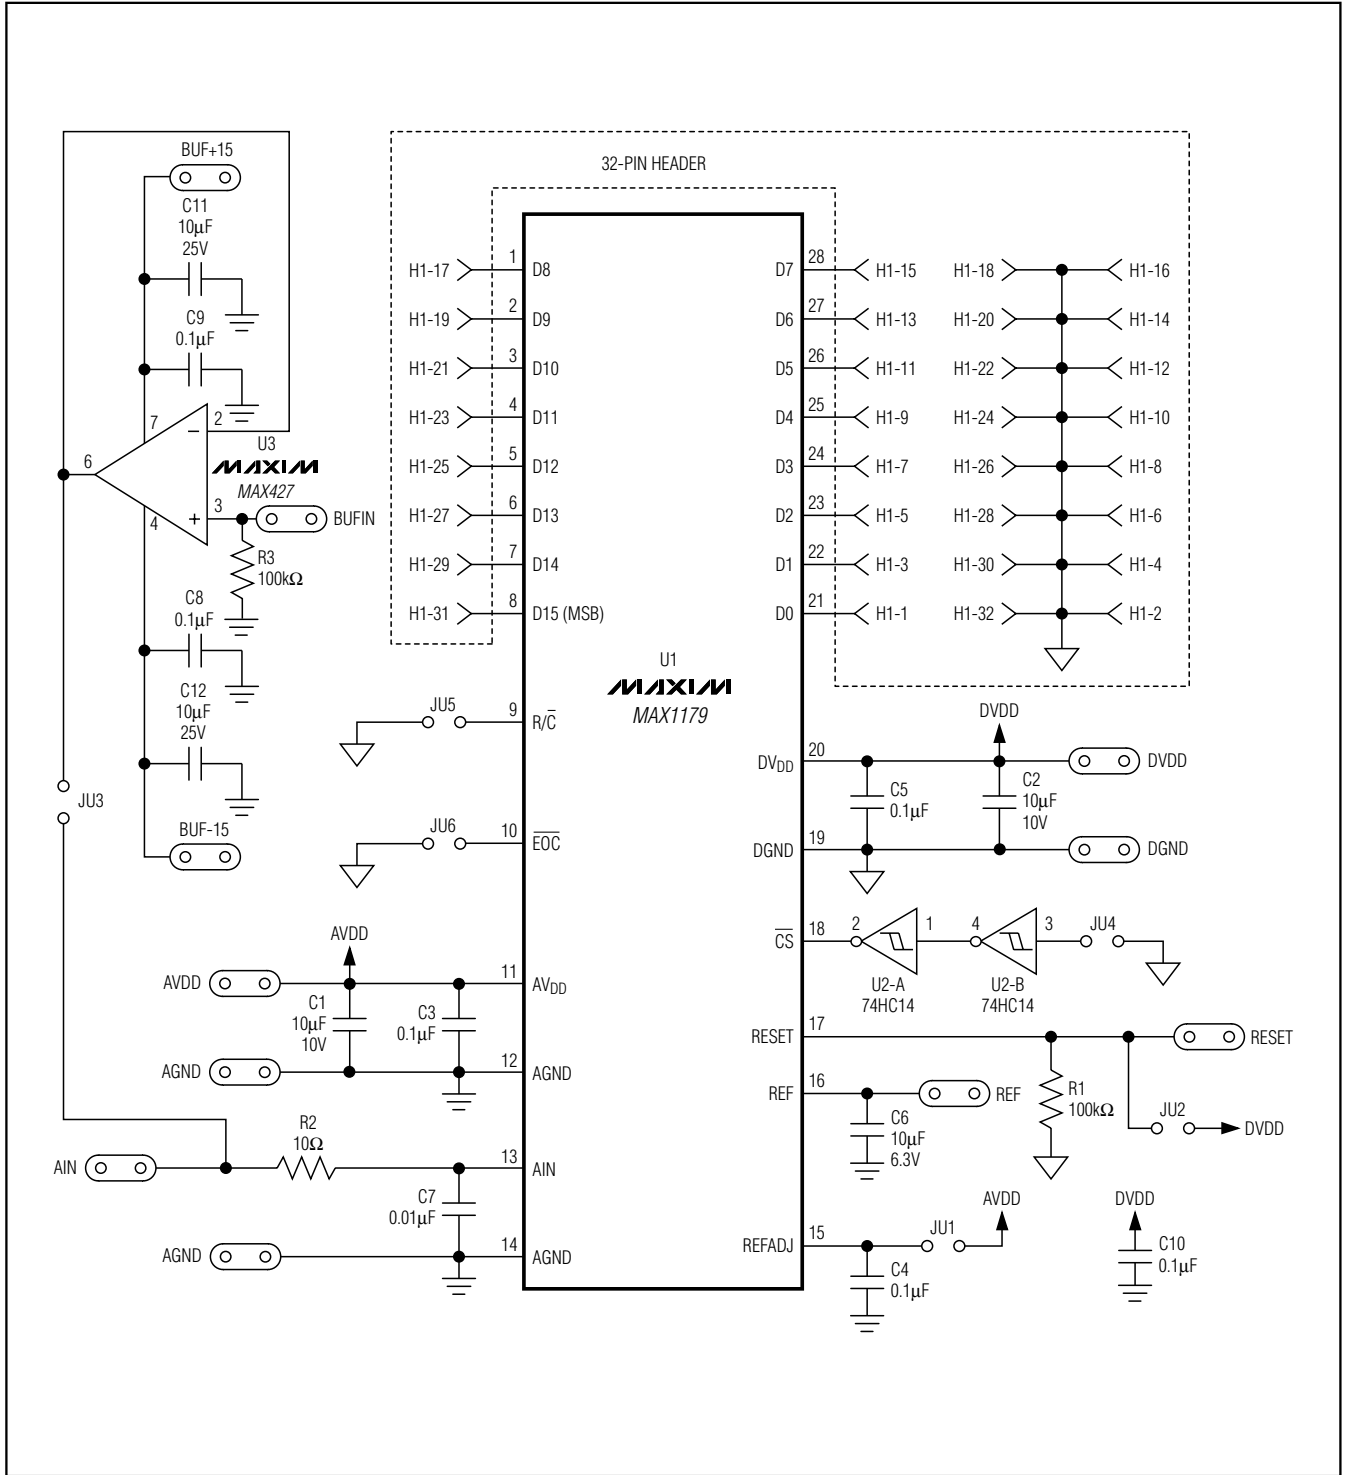 32-PIN HEADER
BUF+15
C11
10μF
25V
C9
0.1μF
7
2
−
U3
MAXIM
MAX427
6
3
+
4
BUFIN
R3
100kΩ
C8
0.1μF
C12
10μF
25V
JU3
BUF-15
H1-17
1
D8
H1-19
2
D9
H1-21
3
D10
H1-23
4
D11
H1-25
5
D12
H1-27
6
D13
H1-29
7
D14
H1-31
8
D15 (MSB)
U1
MAXIM
MAX1179
JU5
9
R/C̅
JU6
10
E̅O̅C̅
AVDD
AVDD
11
AVDD
C1
10μF
10V
C3
0.1μF
AGND
12
AGND
R2
10Ω
AIN
13
AIN
C7
0.01μF
AGND
14
AGND
D7
28
H1-15
H1-18
H1-16
D6
27
H1-13
H1-20
H1-14
D5
26
H1-11
H1-22
H1-12
D4
25
H1-9
H1-24
H1-10
D3
24
H1-7
H1-26
H1-8
D2
23
H1-5
H1-28
H1-6
D1
22
H1-3
H1-30
H1-4
D0
21
H1-1
H1-32
H1-2
DVDD
DVDD
20
DVDD
C5
0.1μF
C2
10μF
10V
DGND
19
DGND
C̅S̅
18
2
1
4
3
JU4
U2-A
74HC14
U2-B
74HC14
RESET
17
RESET
REF
16
REF
C6
10μF
6.3V
R1
100kΩ
JU2
DVDD
REFADJ
15
JU1
AVDD
C4
0.1μF
DVDD
C10
0.1μF